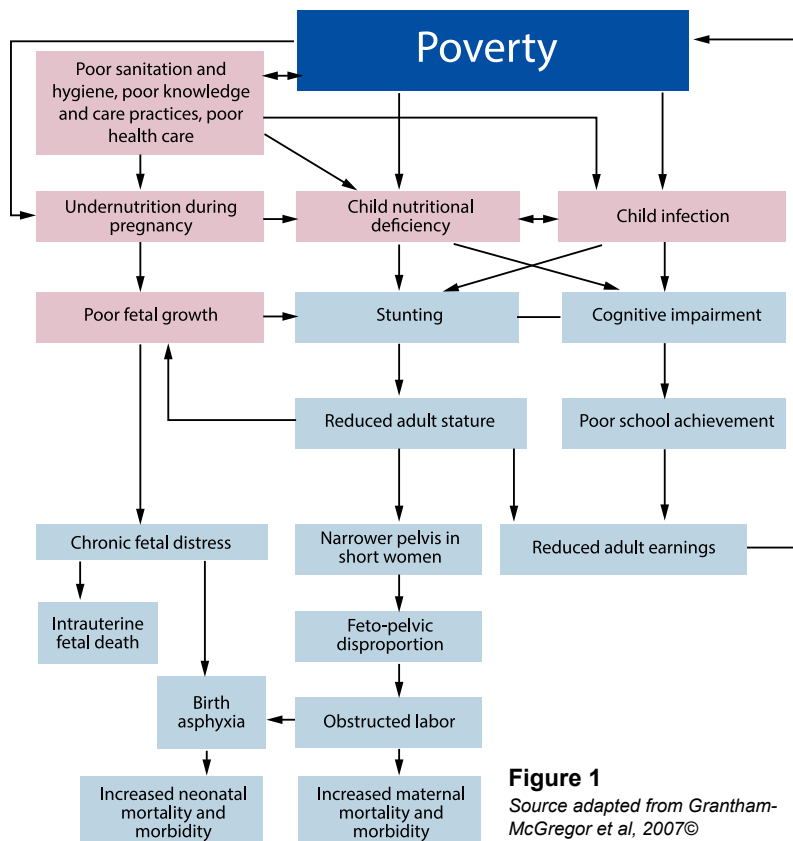 Poverty
Poor sanitation and
hygiene, poor knowledge
and care practices, poor
health care
Undernutrition during
pregnancy
Child nutritional
deficiency
Child infection
Poor fetal growth
Stunting
Cognitive impairment
Reduced adult stature
Poor school achievement
Chronic fetal distress
Narrower pelvis in
short women
Reduced adult earnings
Intrauterine
fetal death
Feto-pelvic
disproportion
Birth
asphyxia
Obstructed labor
Increased neonatal
mortality and
morbidity
Increased maternal
mortality and
morbidity
Figure 1
Source adapted from Grantham-
McGregor et al, 2007©